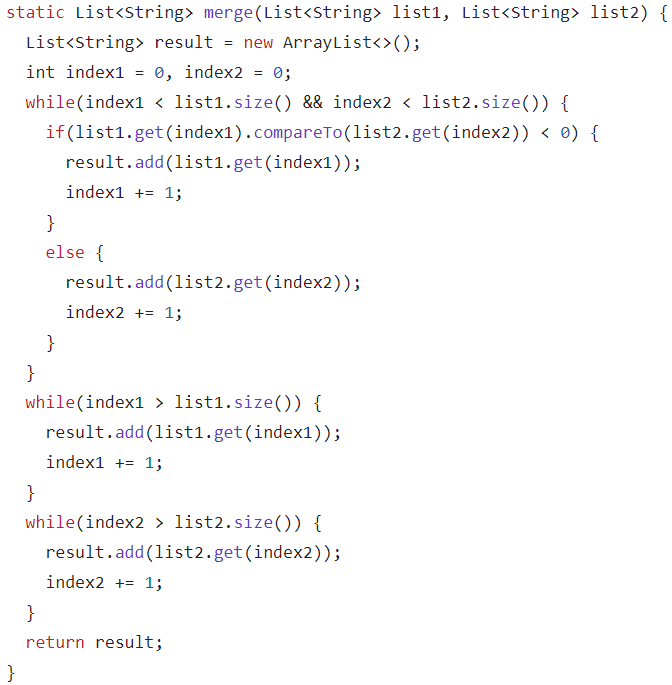 static List<String> merge(List<String> list1, List<String> list2) {
  List<String> result = new ArrayList<>();
  int index1 = 0, index2 = 0;
  while(index1 < list1.size() && index2 < list2.size()) {
    if(list1.get(index1).compareTo(list2.get(index2)) < 0) {
      result.add(list1.get(index1));
      index1 += 1;
    }
    else {
      result.add(list2.get(index2));
      index2 += 1;
    }
  }
  while(index1 > list1.size()) {
    result.add(list1.get(index1));
    index1 += 1;
  }
  while(index2 > list2.size()) {
    result.add(list2.get(index2));
    index2 += 1;
  }
  return result;
}